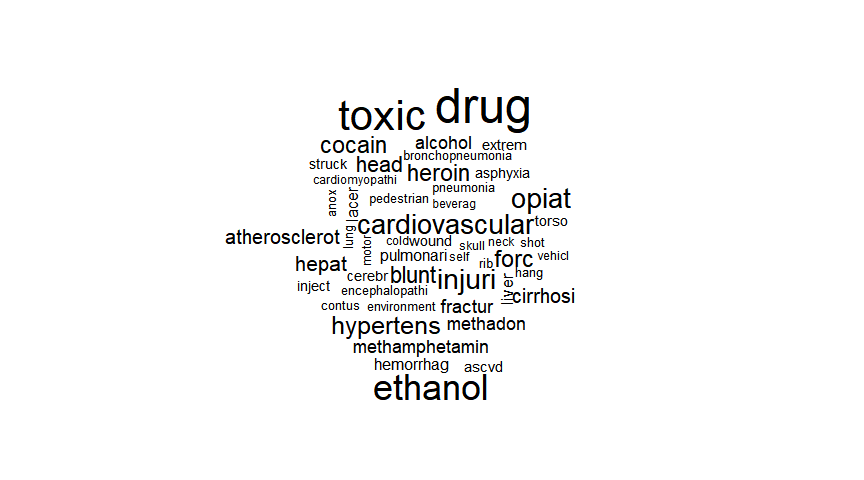 toxic drug
cocain alcohol extrem
bronchopneumonia
struck head heroin asphyxia
cardiomyopathi pneumonia
anox lacer pedestrian beverag opiat
cardiovascular torso
atherosclerot lung motor cold wound skull neck shot
pulmonari self rib forc vehicl
hepat cerebr blunt injuri hang
inject encephalopathi liver cirrhosi
contus environment fractur
hypertens methadon
methamphetamin
hemorrhag ascvd
ethanol